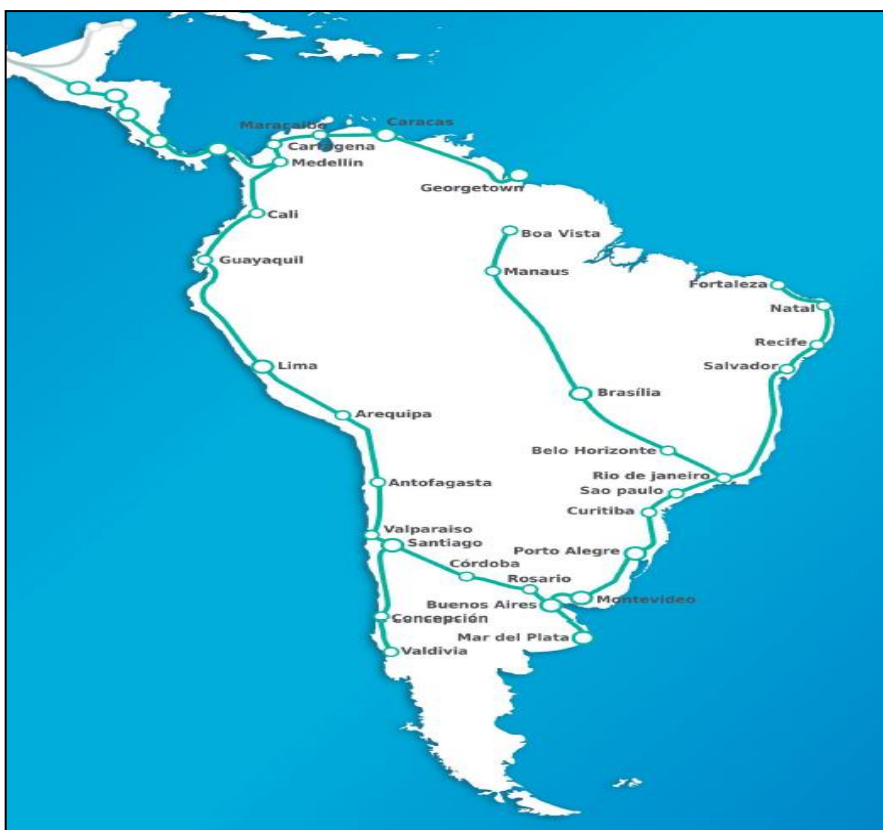 Caracas
Maracaibo
Cartagena
Medellin
Georgetown
Cali
Boa Vista
Guayaquil
Manaus
Fortaleza
Natal
Recife
Salvador
Lima
Brasília
Arequipa
Belo Horizonte
Rio de janeiro
Antofagasta
Sao paulo
Curitiba
Valparaiso
Santiago
Porto Alegre
Córdoba
Rosario
Buenos Aires
Montevideo
Concepción
Mar del Plata
Valdivia